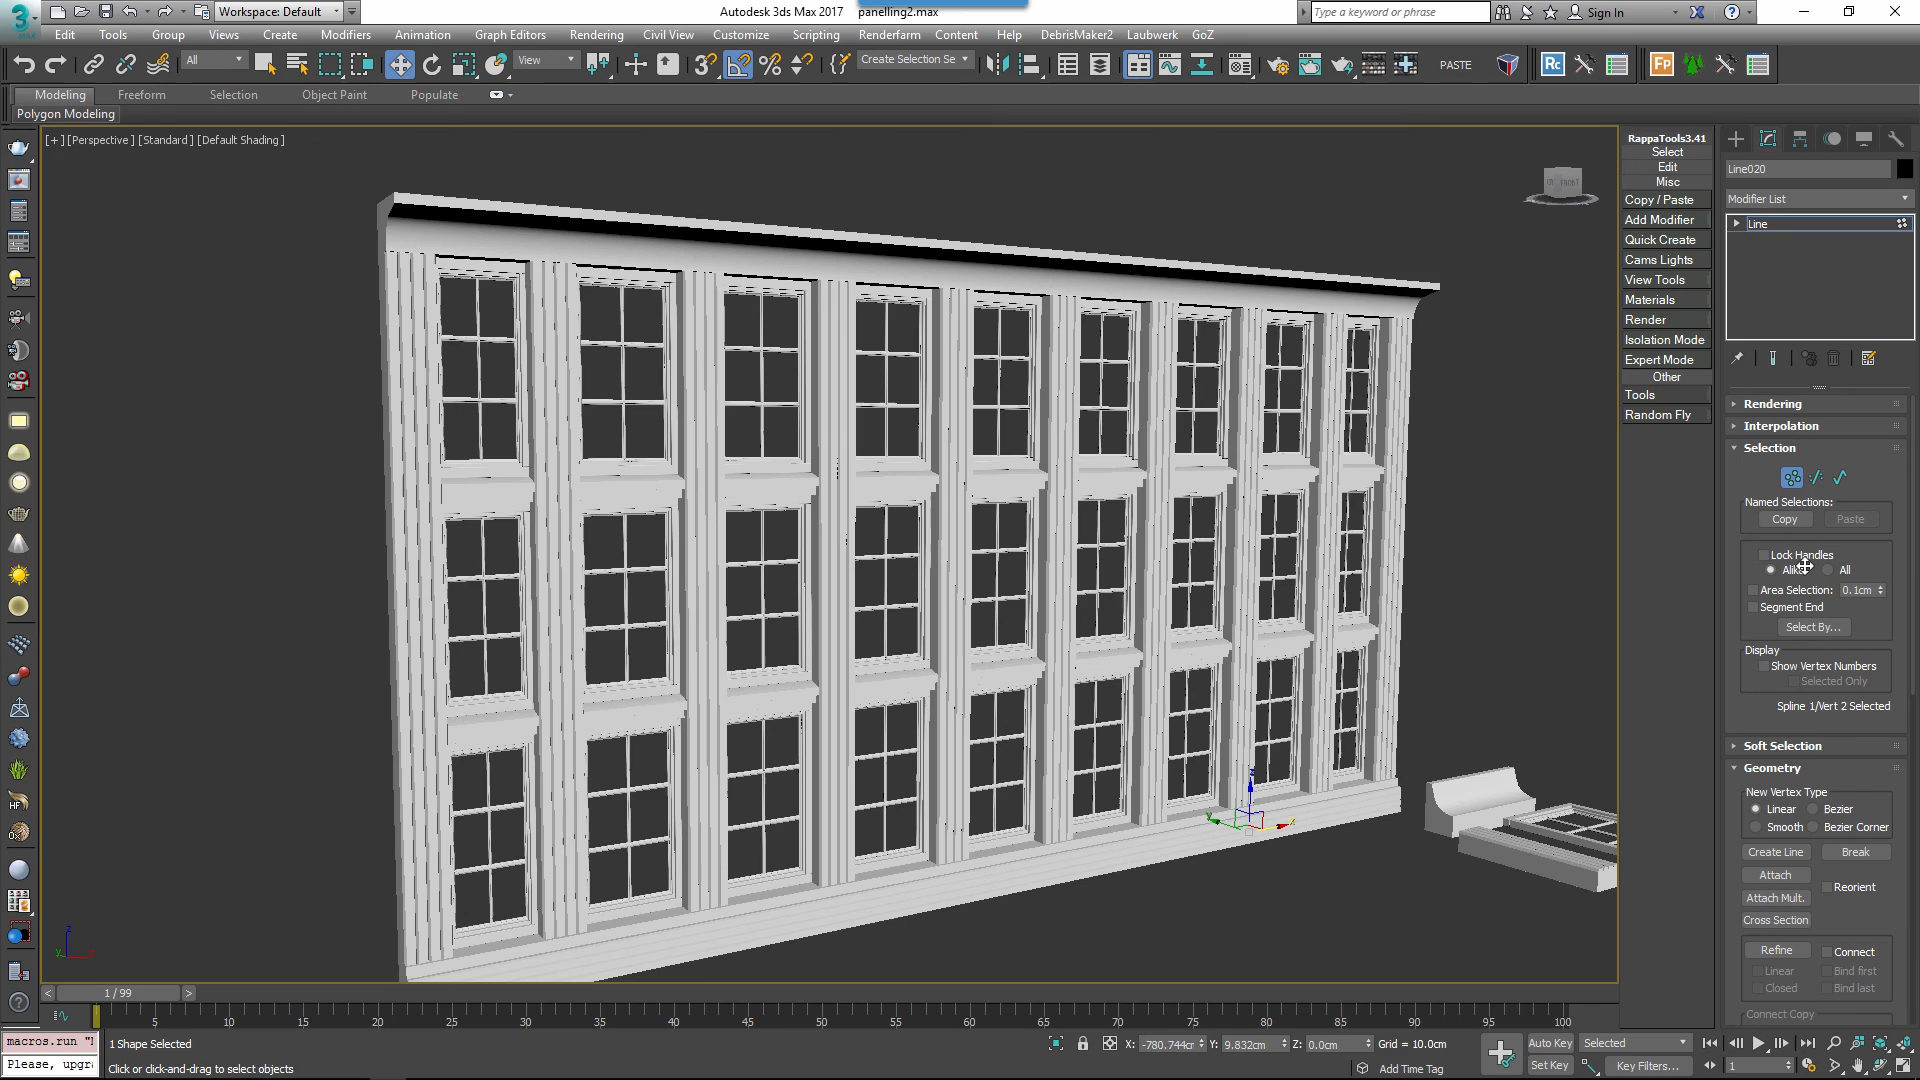 Workspace: Default
Autodesk 3ds Max 2017 panelling2.max
Type a keyword or phrase
Sign In
Edit Tools Group Views Create Modifiers Animation Graph Editors Rendering Civil View Customize Scripting Renderfarm Content Help DebrisMaker2 Laubwerk GoZ
All
View
Create Selection Se
PASTE
Rc
Fp
Modeling Freeform Selection Object Paint Populate
Polygon Modeling
[+] [Perspective] [Standard] [Default Shading]
FRONT
RappaTools3.41
Select
Edit
Misc
Copy / Paste
Add Modifier
Quick Create
Cams Lights
View Tools
Materials
Render
Isolation Mode
Expert Mode
Other
Tools
Random Fly
Line020
Modifier List
Line
Rendering
Interpolation
Selection
Named Selections:
Copy Paste
Lock Handles
Alike All
Area Selection: 0.1cm
Segment End
Select By...
Display
Show Vertex Numbers
Selected Only
Spline 1/Vert 2 Selected
Soft Selection
Geometry
New Vertex Type
Linear Bezier
Smooth Bezier Corner
Create Line Break
Attach
Reorient
Attach Mult.
Cross Section
Refine Connect
Linear Bind first
Closed Bind last
Connect Copy
HF
z
y
x
z
y
x
< 1 / 99 >
5 10 15 20 25 30 35 40 45 50 55 60 65 70 75 80 85 90 95 100
macros.run "
1 Shape Selected
X: -780.744cm Y: 9.832cm Z: 0.0cm Grid = 10.0cm
Auto Key Selected
Please, upgr
Click or click-and-drag to select objects
Add Time Tag
Set Key Key Filters...
1